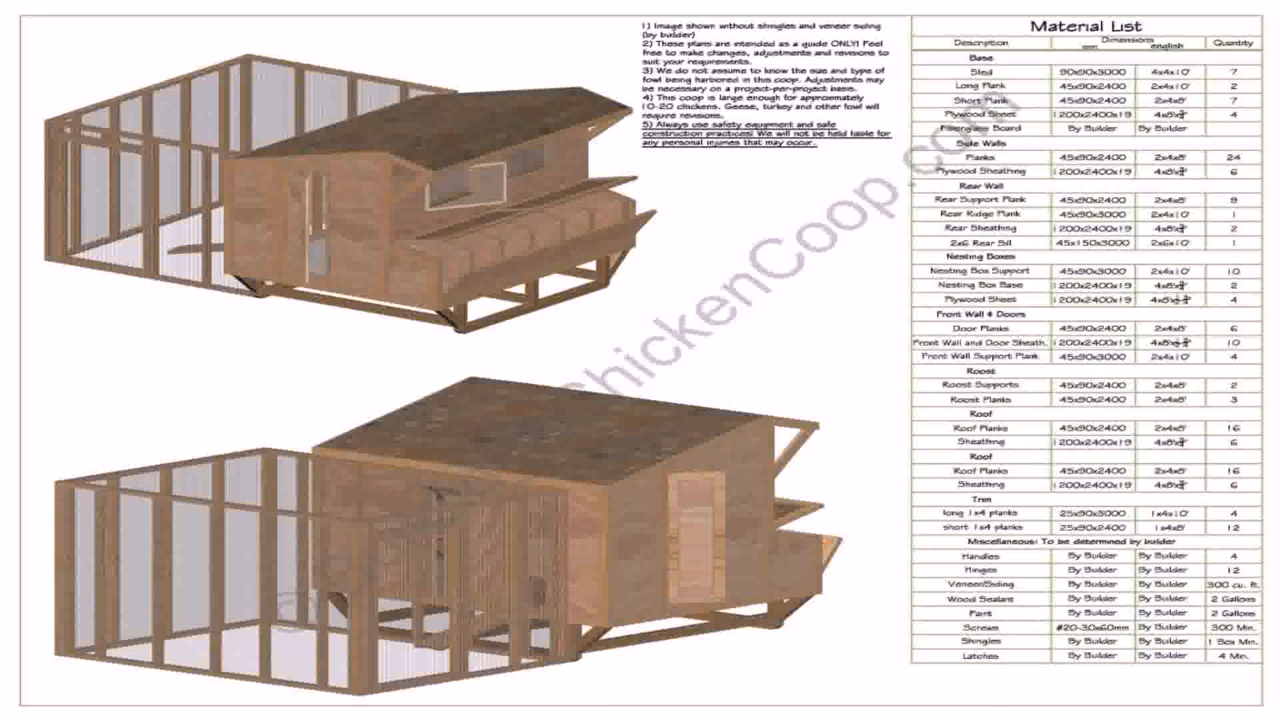 1) Image shown without shingles and veneer siding
(by builder)
2) These plans are intended as a guide ONLY! Feel
free to make changes, adjustments and revisions to
suit your requirements.
3) We do not assume to know the size and type of
fowl being harbored in this coop. Adjustments may
be necessary on a project-per-project basis.
4) This coop is large enough for approximately
10-20 chickens. Geese, turkey and other fowl will
require revisions.
5) Always use safety equipment and safe
construction practices! We will not be held liable for
any personal injuries that may occur.
ChickenCoop.com
Material List
Description Dimensions Quantity
mm english
Base
Sled 90x90x3000 4x4x10' 7
Long Plank 45x90x2400 2x4x10' 2
Short Plank 45x90x2400 2x4x8' 7
Plywood Sheet 1200x2400x19 4x8x¾" 4
Fiberglass Board By Builder By Builder
Side Walls
Planks 45x90x2400 2x4x8' 24
Plywood Sheathing 1200x2400x19 4x8x¾" 6
Rear Wall
Rear Support Plank 45x90x2400 2x4x8' 9
Rear Ridge Plank 45x90x3000 2x4x10' 1
Rear Sheathing 1200x2400x19 4x8x¾" 2
2x6 Rear Sill 45x150x3000 2x6x10' 1
Nesting Boxes
Nesting Box Support 45x90x3000 2x4x10' 10
Nesting Box Base 1200x2400x19 4x8x¾" 2
Plywood Sheet 1200x2400x19 4
Front Wall & Doors
Door Planks 45x90x2400 2x4x8' 6
Front Wall and Door Sheath. 1200x2400x19 10
Front Wall Support Plank 45x90x3000 2x4x10' 4
Roost
Roost Supports 45x90x2400 2x4x8' 2
Roost Planks 45x90x2400 2x4x8' 3
Roof
Roof Planks 45x90x2400 2x4x8' 16
Sheathing 1200x2400x19 4x8x¾" 6
Roof
Roof Planks 45x90x2400 2x4x8' 16
Sheathing 1200x2400x19 4x8x¾" 6
Trim
long 1x4 planks 25x90x3000 1x4x10' 4
short 1x4 planks 25x90x2400 1x4x8' 12
Miscellaneous: To be determined by builder
Handles By Builder By Builder 4
Hinges By Builder By Builder 12
Veneer/Siding By Builder By Builder 300 cu. ft.
Wood Sealant By Builder By Builder 2 Gallons
Paint By Builder By Builder 2 Gallons
Screws #20-30x60mm By Builder 300 Min.
Shingles By Builder By Builder 1 Box Min.
Latches By Builder By Builder 4 Min.